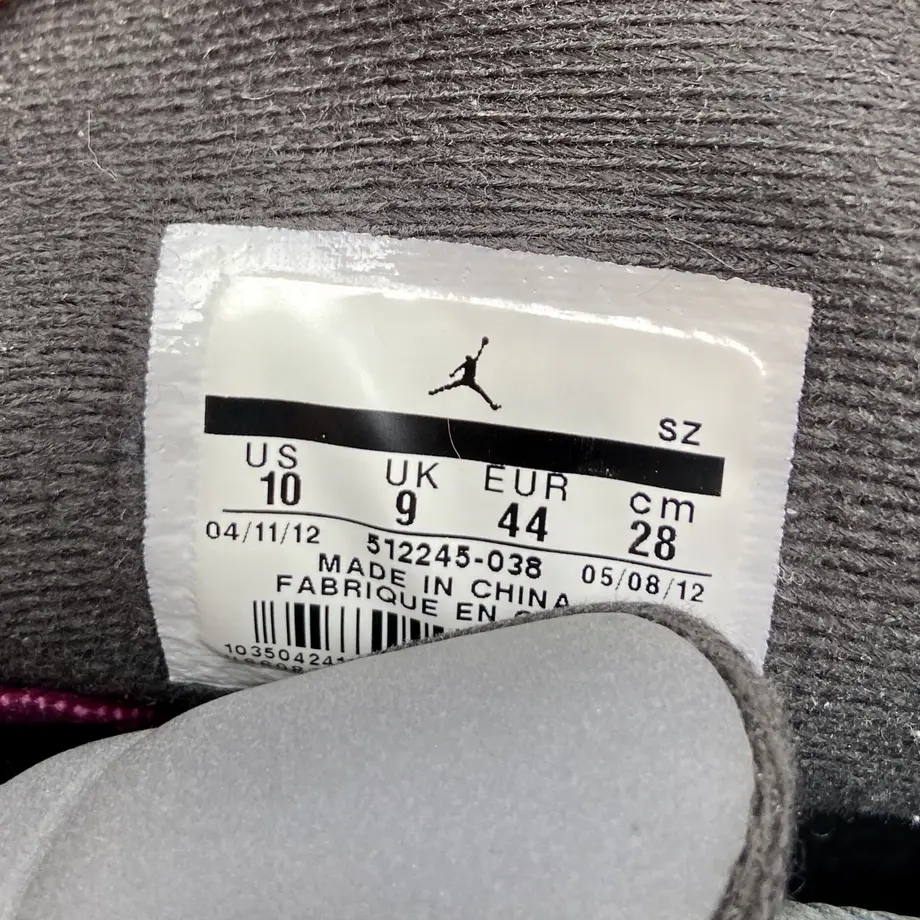 SZ
US UK EUR cm
10 9 44 28
04/11/12 512245-038 05/08/12
MADE IN CHINA
FABRIQUE EN